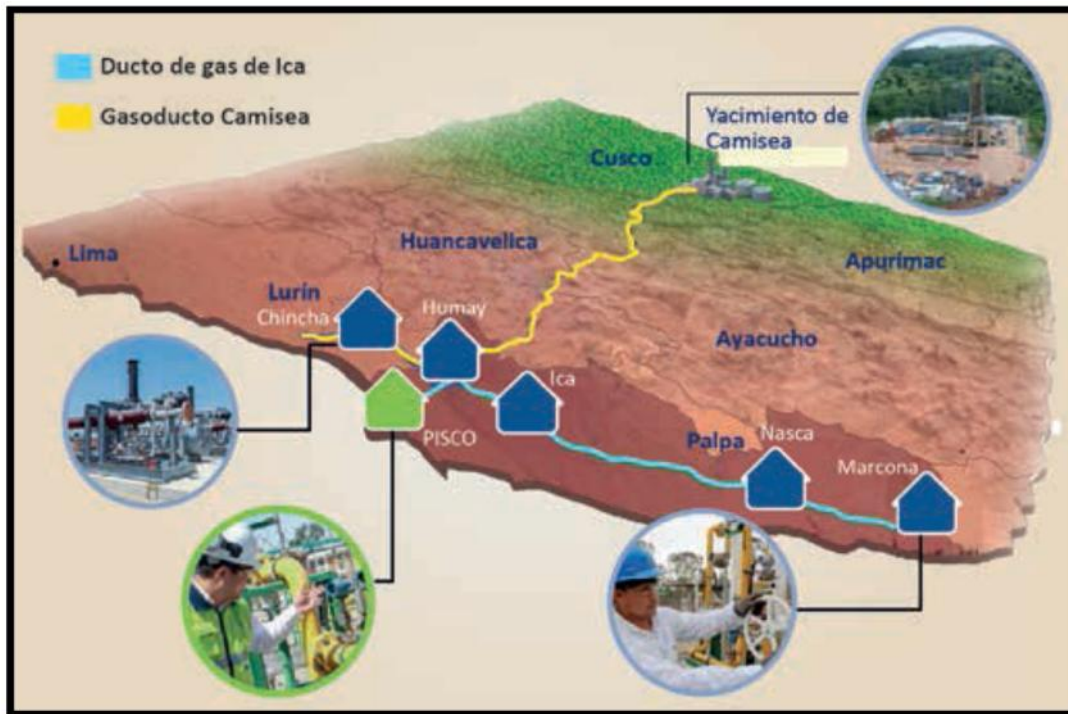 Ducto de gas de Ica
Gasoducto Camisea
Yacimiento de
Camisea
Cusco
Huancavelica
Apurímac
Lima
Lurín
Chincha
Humay
Ayacucho
Ica
PISCO
Palpa
Nasca
Marcona